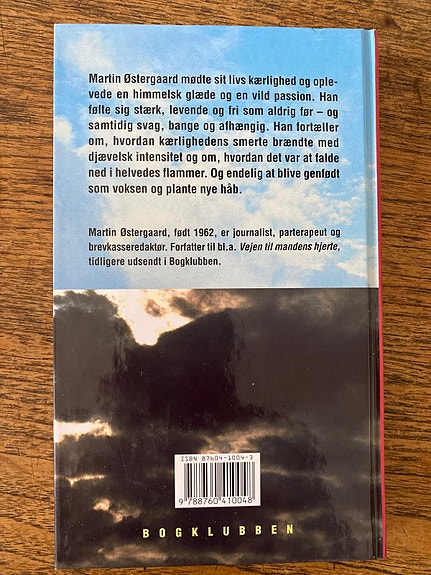 Martin Østergaard mødte sit livs kærlighed og ople-
vede en himmelsk glæde og en vild passion. Han
følte sig stærk, levende og fri som aldrig før – og
samtidig svag, bange og afhængig. Han fortæller
om, hvordan kærlighedens smerte brændte med
djævelsk intensitet og om, hvordan det var at falde
ned i helvedes flammer. Og endelig at blive genfødt
som voksen og plante nye håb.
Martin Østergaard, født 1962, er journalist, parterapeut og
brevkasseredaktør. Forfatter til bl.a. Vejen til mandens hjerte,
tidligere udsendt i Bogklubben.
ISBN 87604-1004-3
9 788760 410048
BOGKLUBBEN